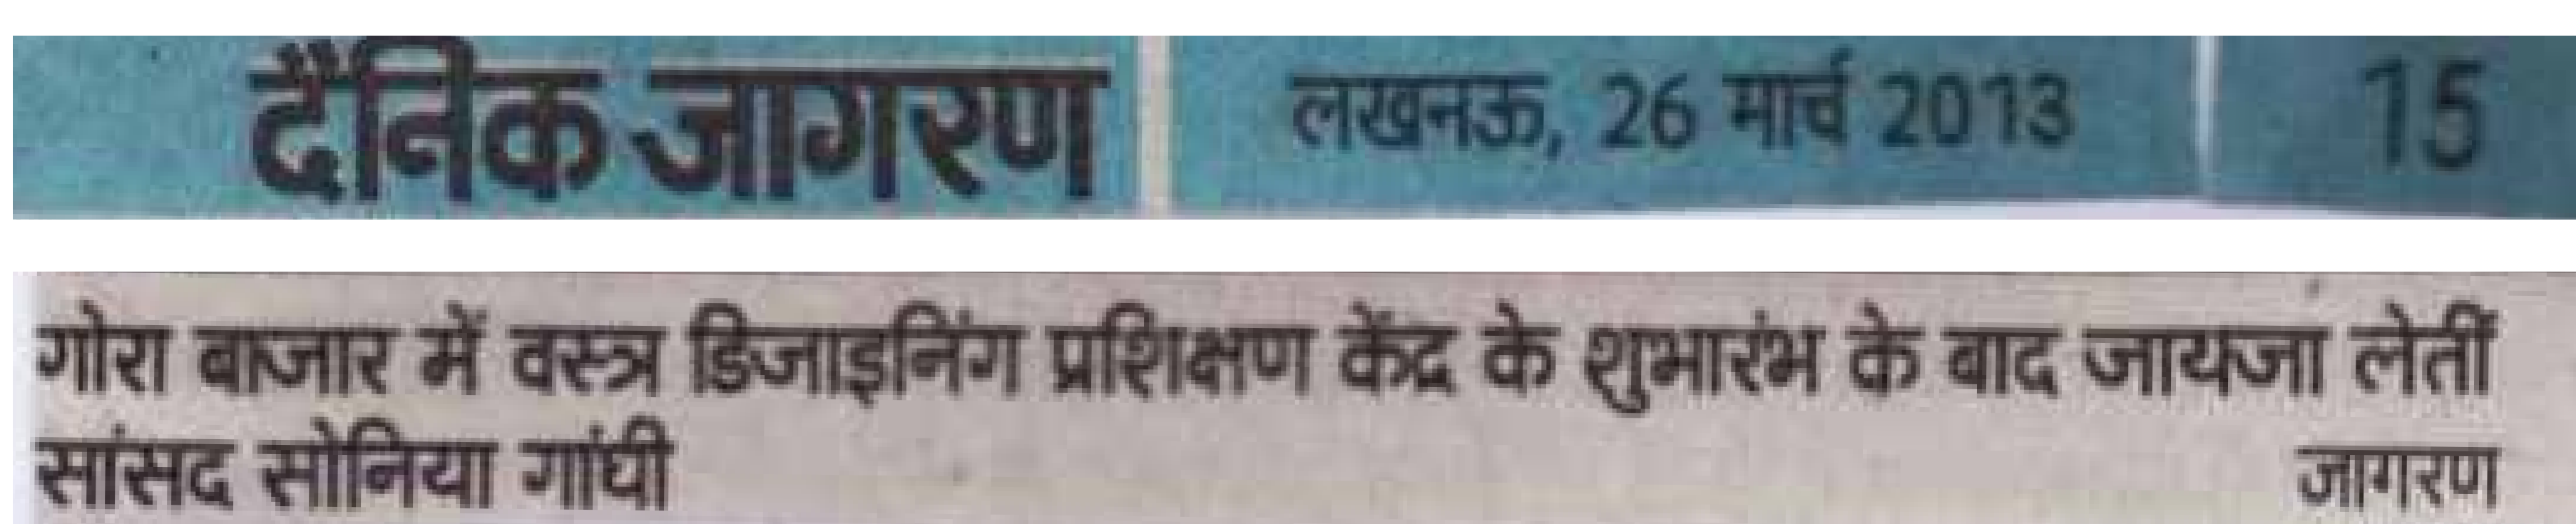 दैनिक जागरण लखनऊ, 26 मार्च 2013 15
गोरा बाजार में वस्त्र डिजाइनिंग प्रशिक्षण केंद्र के शुभारंभ के बाद जायजा लेतीं
सांसद सोनिया गांधी जागरण